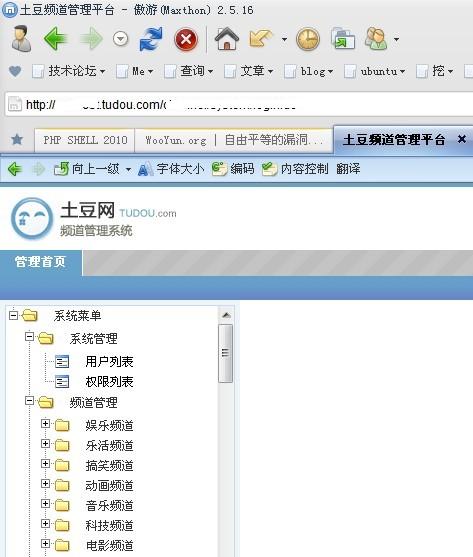 土豆频道管理平台 - 傲游(Maxthon) 2.5.16
技术论坛 Me 查询 文章 blog ubuntu 挖
http:// .tudou.com/
PHP SHELL 2010 WooYun.org | 自由平等的漏洞... 土豆频道管理平台 ×
向上一级 字体大小 编码 内容控制 翻译
土豆网 TUDOU.com
频道管理系统
管理首页
系统菜单
系统管理
用户列表
权限列表
频道管理
娱乐频道
乐活频道
搞笑频道
动画频道
音乐频道
科技频道
电影频道